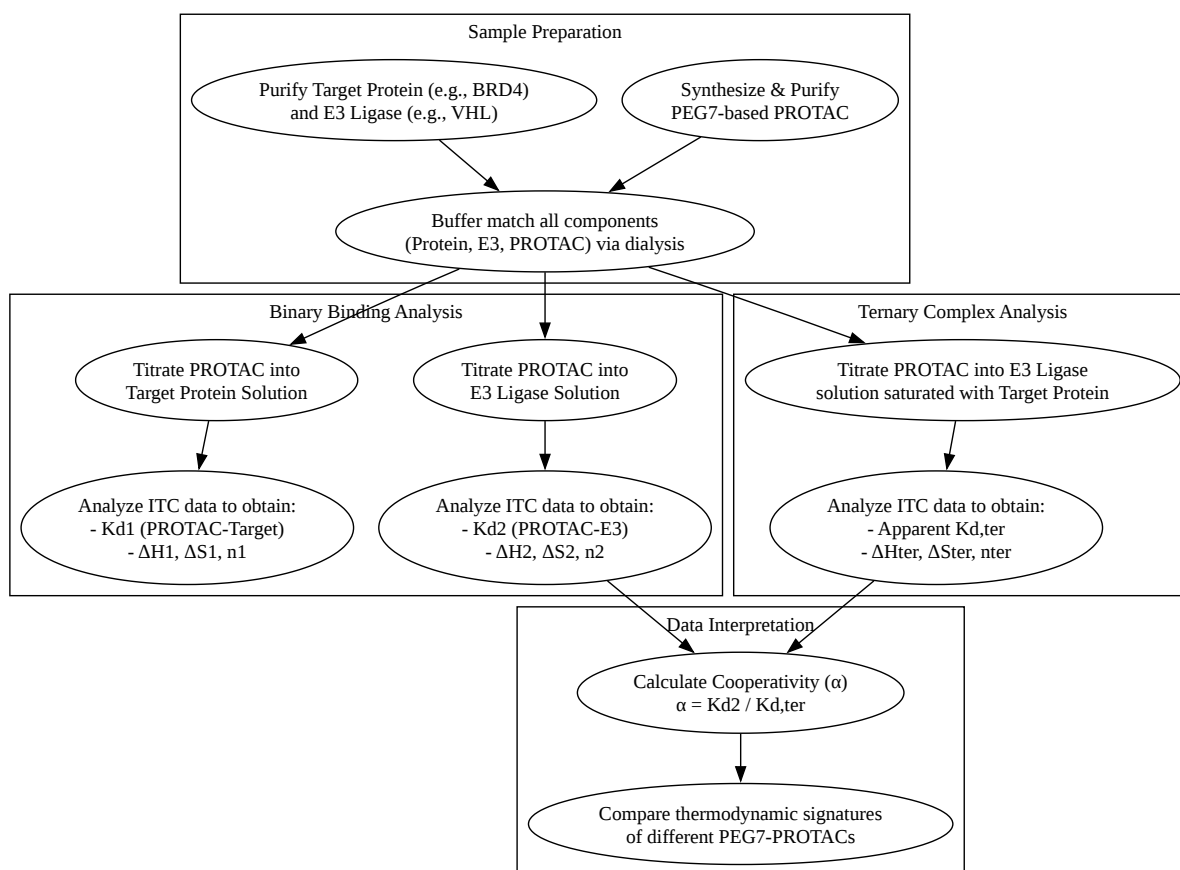 Sample Preparation
Purify Target Protein (e.g., BRD4)
and E3 Ligase (e.g., VHL)
Synthesize & Purify
PEG7-based PROTAC
Buffer match all components
(Protein, E3, PROTAC) via dialysis
Binary Binding Analysis
Titrate PROTAC into
Target Protein Solution
Titrate PROTAC into
E3 Ligase Solution
Analyze ITC data to obtain:
- Kd1 (PROTAC-Target)
- ΔH1, ΔS1, n1
Analyze ITC data to obtain:
- Kd2 (PROTAC-E3)
- ΔH2, ΔS2, n2
Ternary Complex Analysis
Titrate PROTAC into E3 Ligase
solution saturated with Target Protein
Analyze ITC data to obtain:
- Apparent Kd,ter
- ΔHter, ΔSter, nter
Data Interpretation
Calculate Cooperativity (α)
α = Kd2 / Kd,ter
Compare thermodynamic signatures
of different PEG7-PROTACs